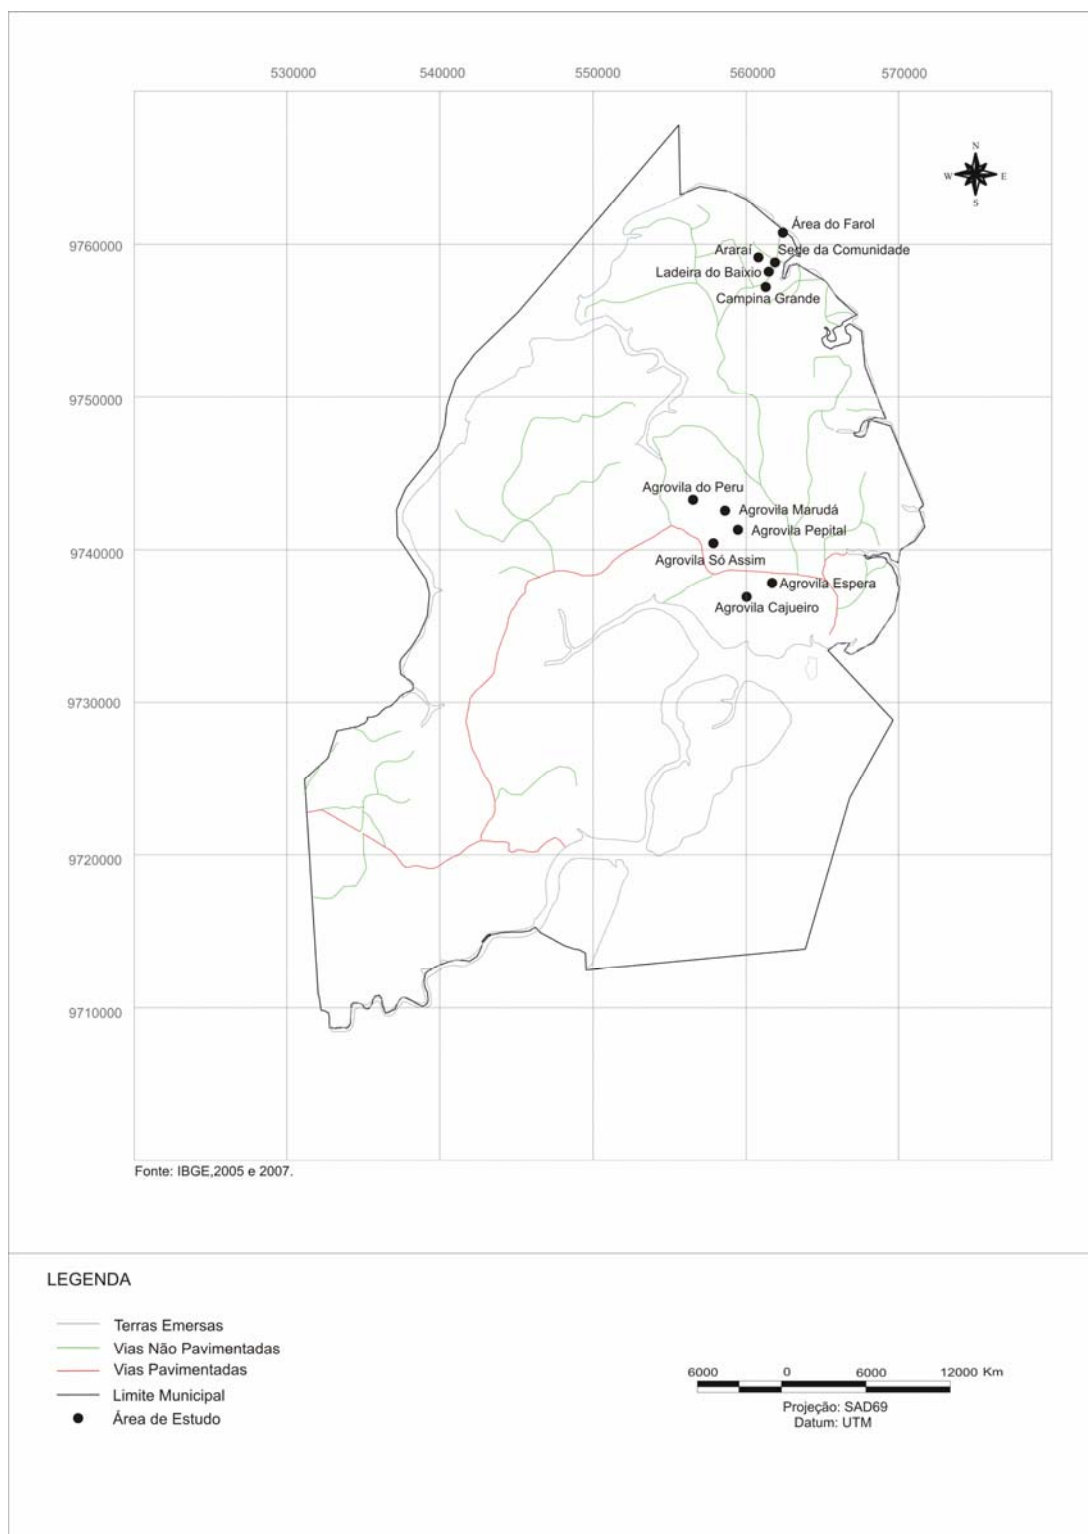 530000 540000 550000 560000 570000
N
W E
S
Área do Farol
9760000
Araraí Sede da Comunidade
Ladeira do Baixio
Campina Grande
9750000
Agrovila do Peru
Agrovila Marudá
Agrovila Pepital
9740000
Agrovila Só Assim
Agrovila Espera
Agrovila Cajueiro
9730000
9720000
9710000
Fonte: IBGE,2005 e 2007.
LEGENDA
Terras Emersas
Vias Não Pavimentadas
Vias Pavimentadas
Limite Municipal
Área de Estudo
6000 0 6000 12000 Km
Projeção: SAD69
Datum: UTM